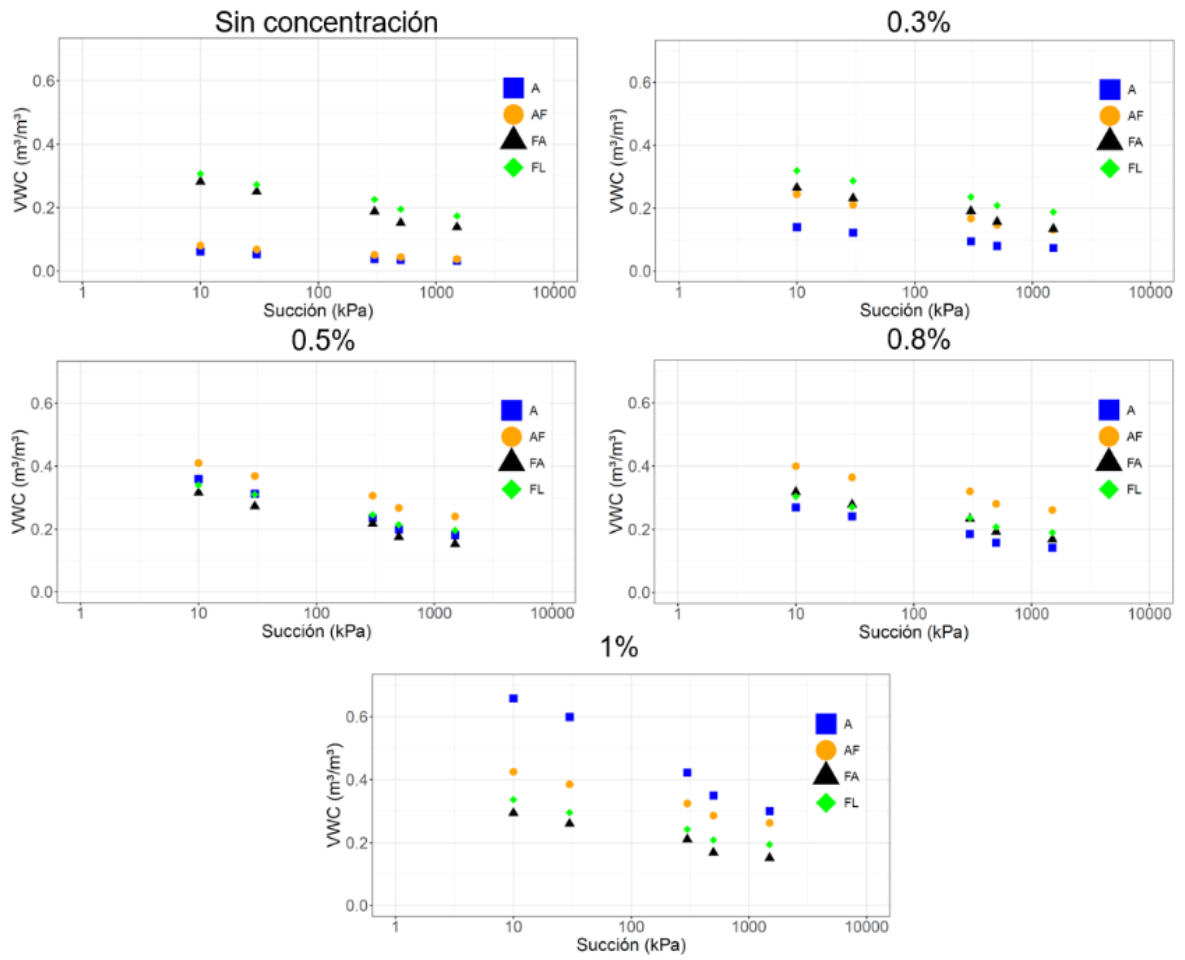 Sin concentración
VWC (m³/m³)
0.6
0.4
0.2
0.0
1
10
100
1000
10000
Succión (kPa)
A
AF
FA
FL
0.3%
VWC (m³/m³)
0.6
0.4
0.2
0.0
1
10
100
1000
10000
Succión (kPa)
A
AF
FA
FL
0.5%
VWC (m³/m³)
0.6
0.4
0.2
0.0
1
10
100
1000
10000
Succión (kPa)
A
AF
FA
FL
0.8%
VWC (m³/m³)
0.6
0.4
0.2
0.0
1
10
100
1000
10000
Succión (kPa)
A
AF
FA
FL
1%
VWC (m³/m³)
0.6
0.4
0.2
0.0
1
10
100
1000
10000
Succión (kPa)
A
AF
FA
FL